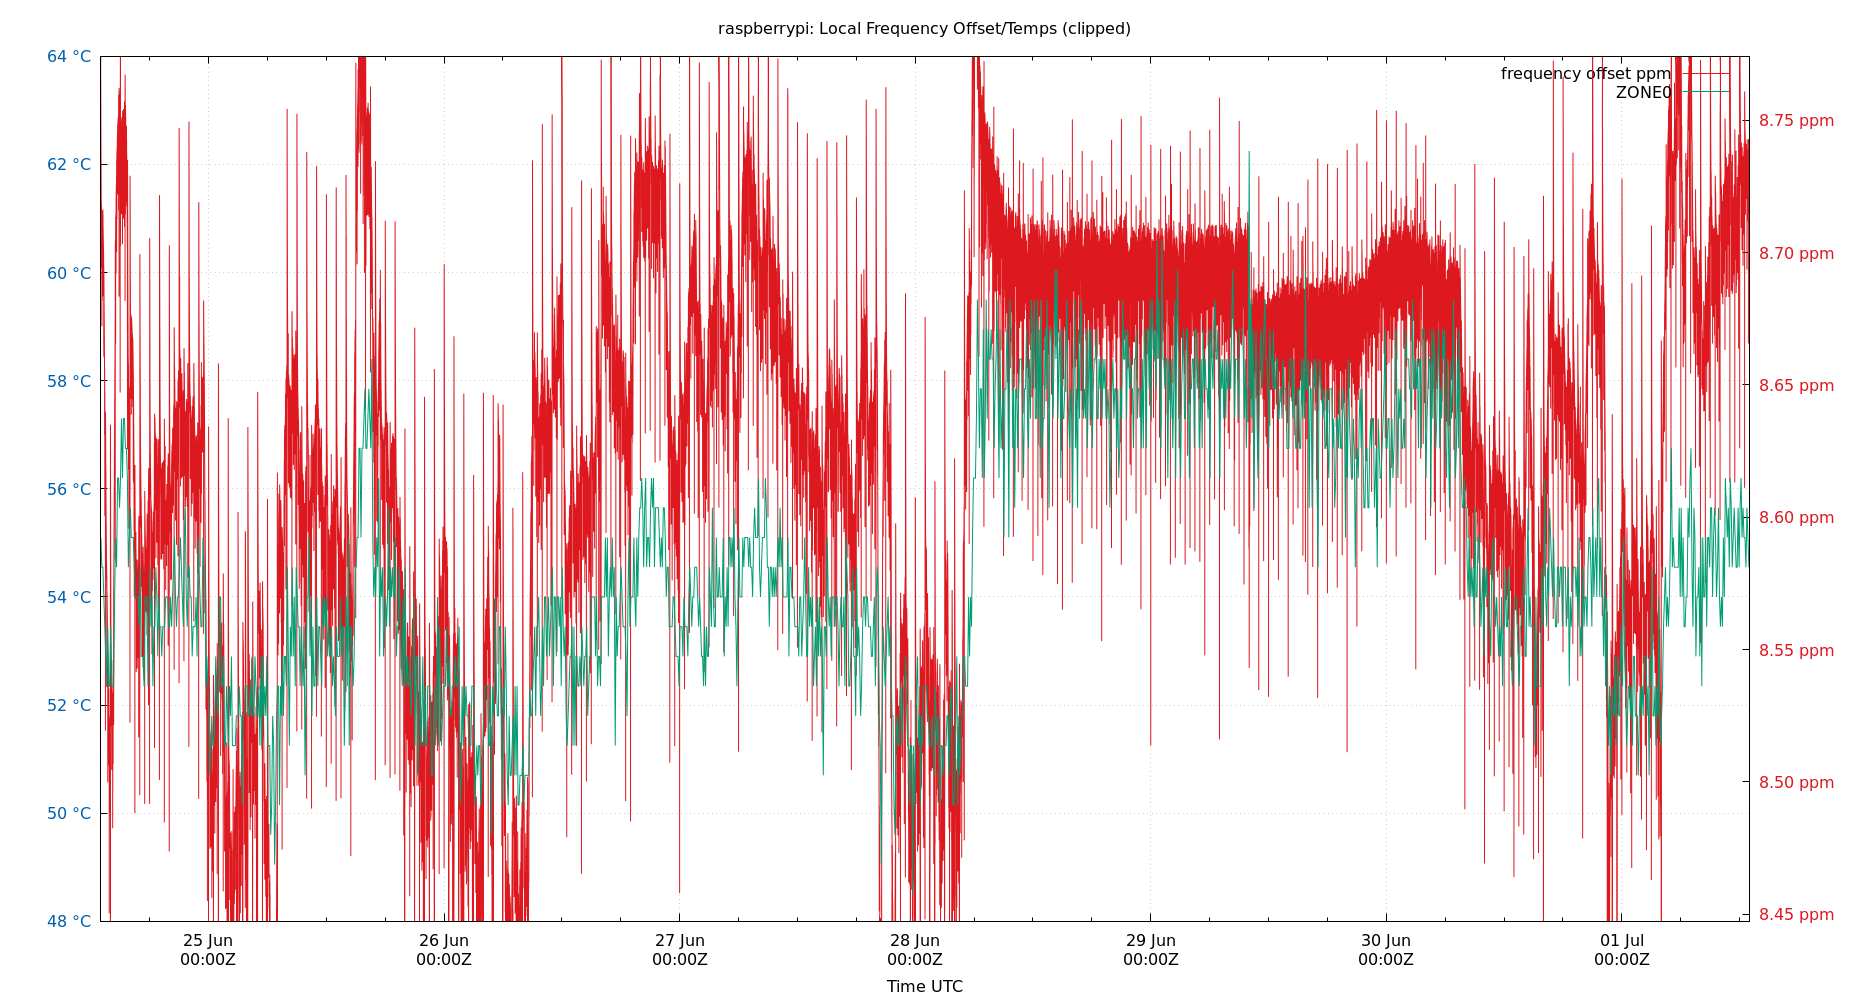 raspberrypi: Local Frequency Offset/Temps (clipped)
64 °C
62 °C
60 °C
58 °C
56 °C
54 °C
52 °C
50 °C
48 °C
frequency offset ppm
ZONE0
8.75 ppm
8.70 ppm
8.65 ppm
8.60 ppm
8.55 ppm
8.50 ppm
8.45 ppm
25 Jun 26 Jun 27 Jun 28 Jun 29 Jun 30 Jun 01 Jul
00:00Z 00:00Z 00:00Z 00:00Z 00:00Z 00:00Z 00:00Z
Time UTC